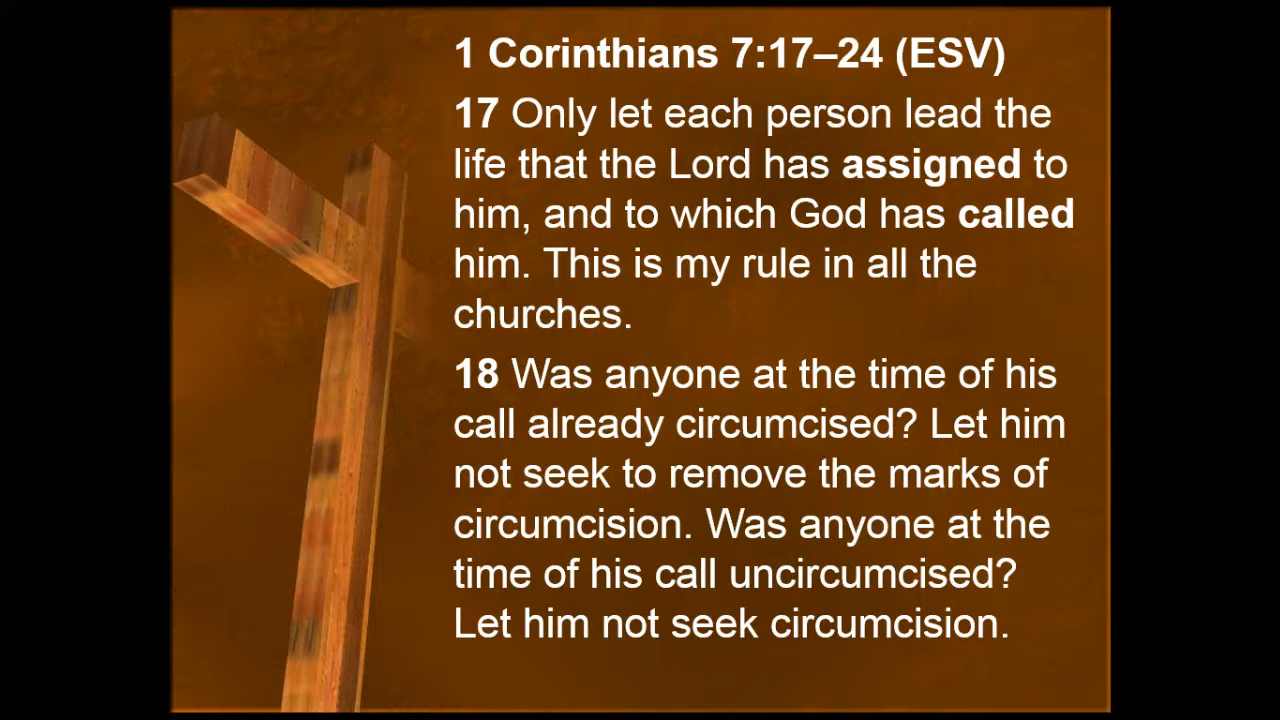 1 Corinthians 7:17–24 (ESV)
17 Only let each person lead the
life that the Lord has assigned to
him, and to which God has called
him. This is my rule in all the
churches.
18 Was anyone at the time of his
call already circumcised? Let him
not seek to remove the marks of
circumcision. Was anyone at the
time of his call uncircumcised?
Let him not seek circumcision.